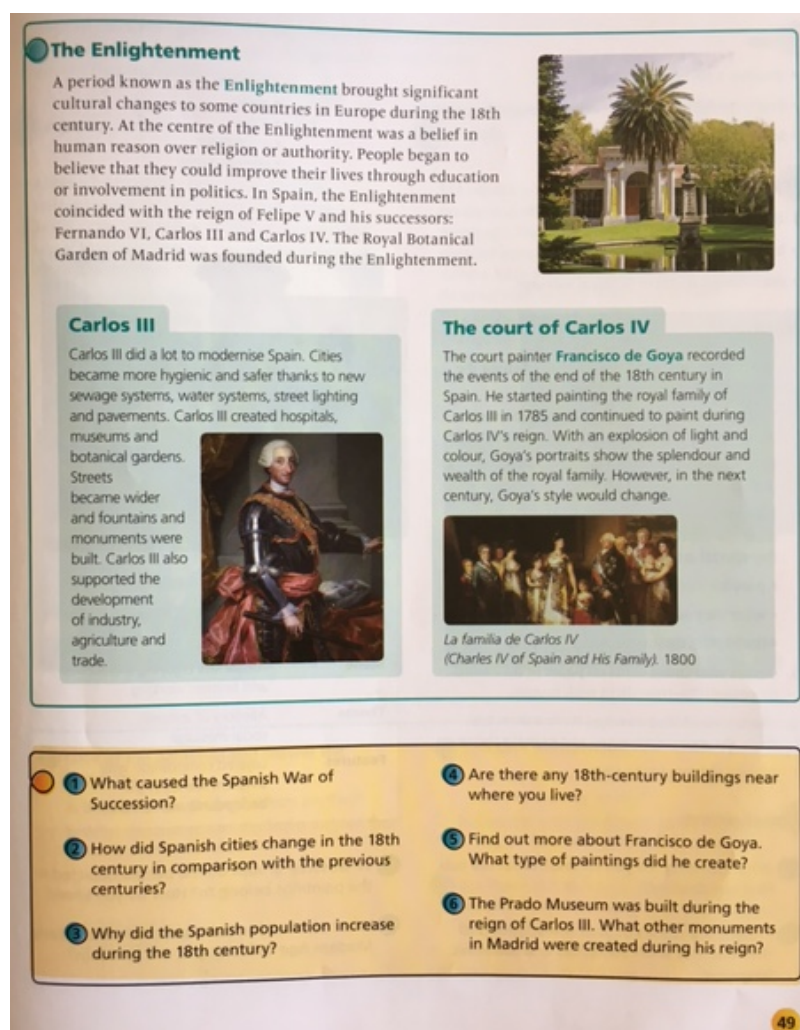 The Enlightenment
A period known as the Enlightenment brought significant
cultural changes to some countries in Europe during the 18th
century. At the centre of the Enlightenment was a belief in
human reason over religion or authority. People began to
believe that they could improve their lives through education
or involvement in politics. In Spain, the Enlightenment
coincided with the reign of Felipe V and his successors:
Fernando VI, Carlos III and Carlos IV. The Royal Botanical
Garden of Madrid was founded during the Enlightenment.
Carlos III
Carlos III did a lot to modernise Spain. Cities
became more hygienic and safer thanks to new
sewage systems, water systems, street lighting
and pavements. Carlos III created hospitals,
museums and
botanical gardens.
Streets
became wider
and fountains and
monuments were
built. Carlos III also
supported the
development
of industry,
agriculture and
trade.
The court of Carlos IV
The court painter Francisco de Goya recorded
the events of the end of the 18th century in
Spain. He started painting the royal family of
Carlos III in 1785 and continued to paint during
Carlos IV's reign. With an explosion of light and
colour, Goya's portraits show the splendour and
wealth of the royal family. However, in the next
century, Goya's style would change.
La familia de Carlos IV
(Charles IV of Spain and His Family). 1800
1 What caused the Spanish War of
Succession?
2 How did Spanish cities change in the 18th
century in comparison with the previous
centuries?
3 Why did the Spanish population increase
during the 18th century?
4 Are there any 18th-century buildings near
where you live?
5 Find out more about Francisco de Goya.
What type of paintings did he create?
6 The Prado Museum was built during the
reign of Carlos III. What other monuments
in Madrid were created during his reign?
49